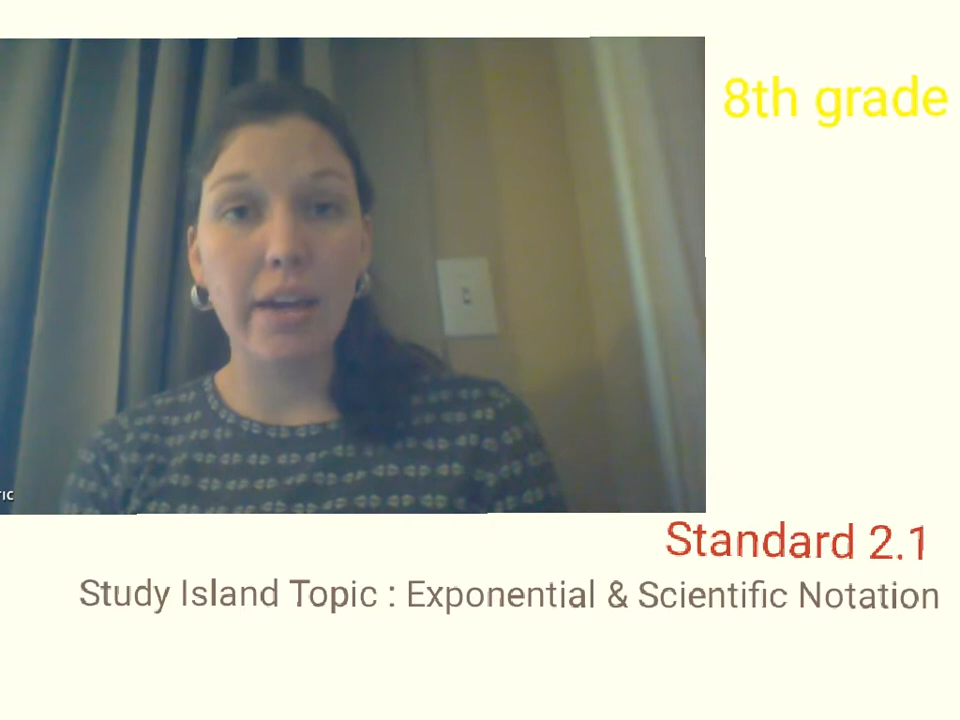 8th grade
Standard 2.1
Study Island Topic : Exponential & Scientific Notation